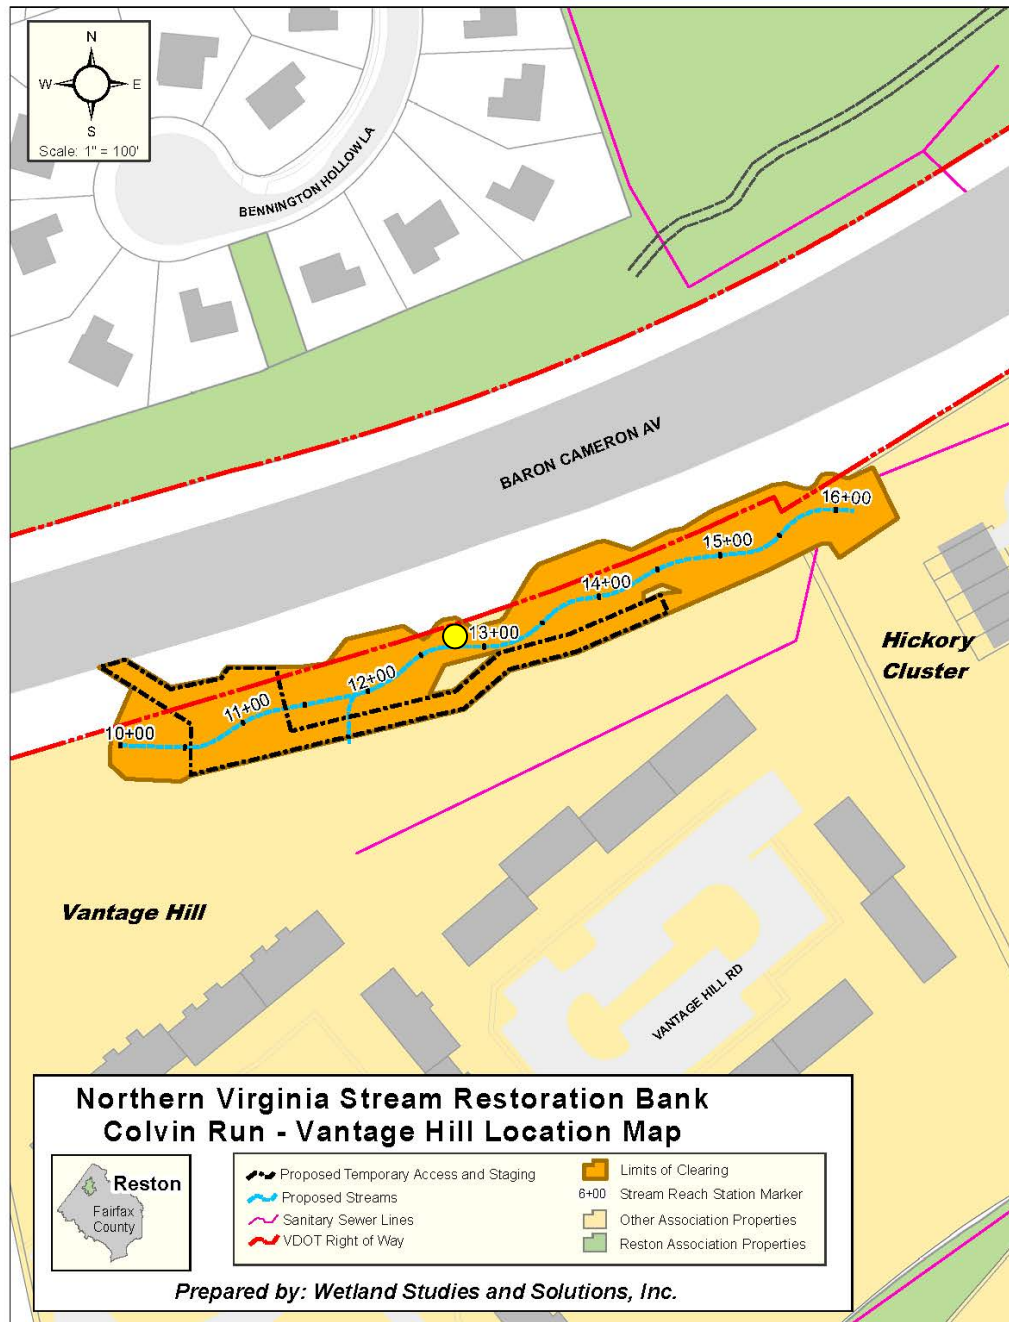 N
W E
S
Scale: 1" = 100'
BENNINGTON HOLLOW LA
BARON CAMERON AV
16+00
15+00
14+00
13+00
12+00
11+00
10+00
Hickory
Cluster
Vantage Hill
VANTAGE HILL RD
Northern Virginia Stream Restoration Bank
Colvin Run - Vantage Hill Location Map
Reston
Fairfax
County
Proposed Temporary Access and Staging
Proposed Streams
Sanitary Sewer Lines
VDOT Right of Way
Limits of Clearing
6+00 Stream Reach Station Marker
Other Association Properties
Reston Association Properties
Prepared by: Wetland Studies and Solutions, Inc.